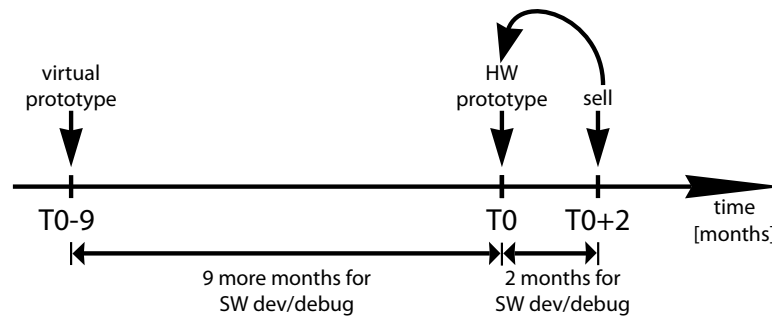 virtual
prototype
HW
prototype
sell
T0-9
T0
T0+2
time
[months]
9 more months for
SW dev/debug
2 months for
SW dev/debug